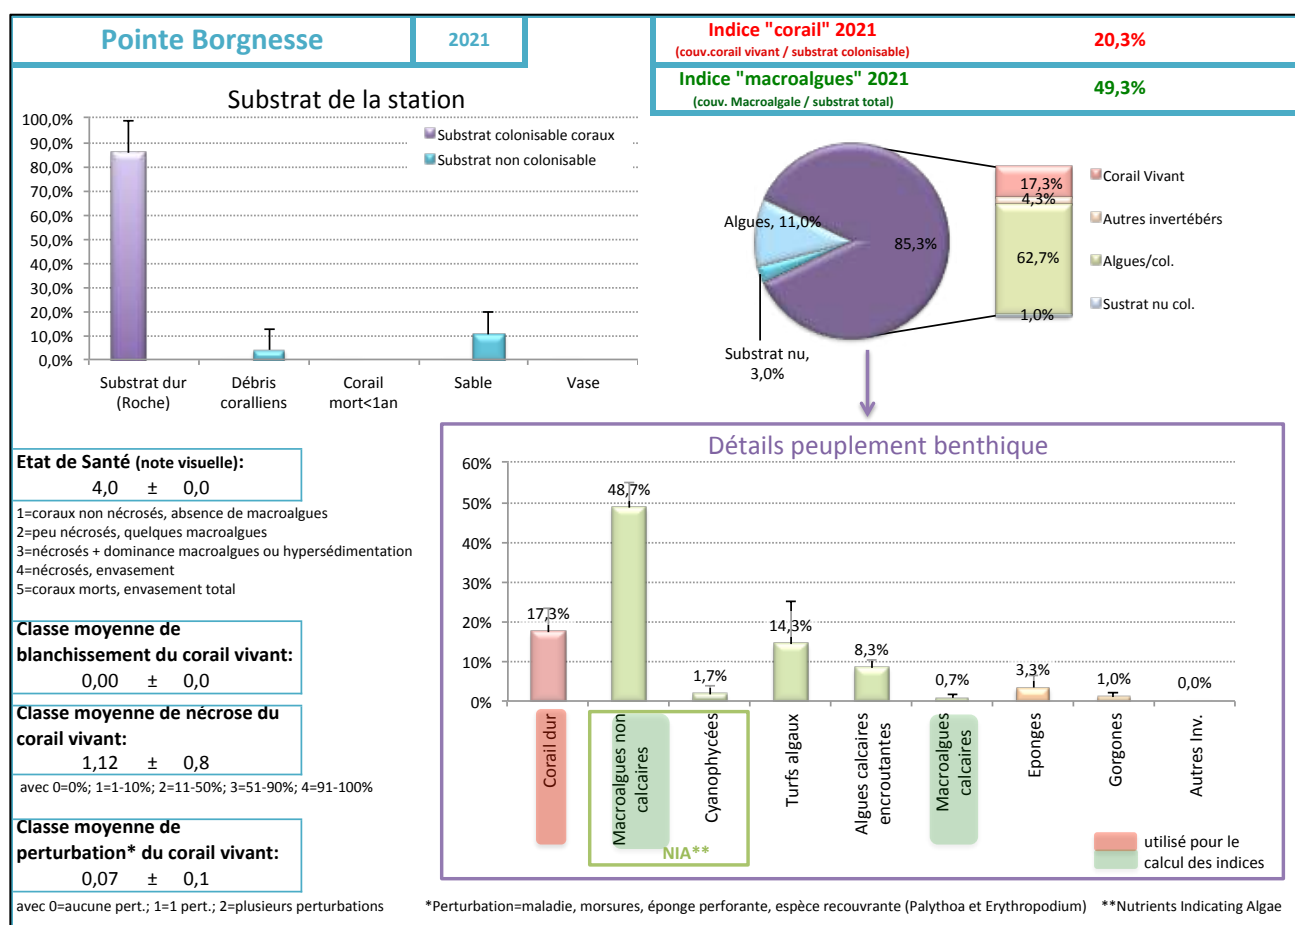 Pointe Borgnesse
2021
Indice "corail" 2021
(couv.corail vivant / substrat colonisable)
20,3%
Indice "macroalgues" 2021
(couv. Macroalgale / substrat total)
49,3%
Substrat de la station
100,0%
90,0%
80,0%
70,0%
60,0%
50,0%
40,0%
30,0%
20,0%
10,0%
0,0%
Substrat colonisable coraux
Substrat non colonisable
Substrat dur
(Roche)
Débris
coralliens
Corail
mort<1an
Sable
Vase
Algues, 11,0%
85,3%
Substrat nu,
3,0%
17,3%
4,3%
62,7%
1,0%
Corail Vivant
Autres invertébérs
Algues/col.
Sustrat nu col.
Etat de Santé (note visuelle):
4,0 ± 0,0
1=coraux non nécrosés, absence de macroalgues
2=peu nécrosés, quelques macroalgues
3=nécrosés + dominance macroalgues ou hypersédimentation
4=nécrosés, envasement
5=coraux morts, envasement total
Classe moyenne de
blanchissement du corail vivant:
0,00 ± 0,0
Classe moyenne de nécrose du
corail vivant:
1,12 ± 0,8
avec 0=0%; 1=1-10%; 2=11-50%; 3=51-90%; 4=91-100%
Classe moyenne de
perturbation* du corail vivant:
0,07 ± 0,1
avec 0=aucune pert.; 1=1 pert.; 2=plusieurs perturbations
Détails peuplement benthique
60%
50%
40%
30%
20%
10%
0%
17,3%
48,7%
1,7%
14,3%
8,3%
0,7%
3,3%
1,0%
0,0%
Corail dur
Macroalgues non
calcaires
Cyanophycées
Turfs algaux
Algues calcaires
encroutantes
Macroalgues
calcaires
Eponges
Gorgones
Autres Inv.
NIA**
utilisé pour le
calcul des indices
*Perturbation=maladie, morsures, éponge perforante, espèce recouvrante (Palythoa et Erythropodium) **Nutrients Indicating Algae